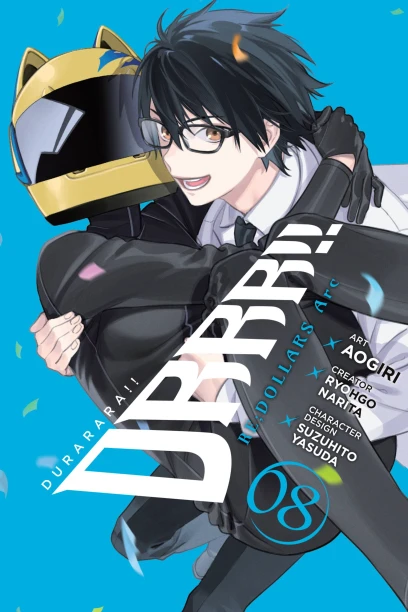 DURARARA!!
DRRR!!
RE;DOLLARS Arc
08
ART
AOGIRI
×
CREATOR
RYOHGO
NARITA
×
CHARACTER
DESIGN
SUZUHITO
YASUDA
×